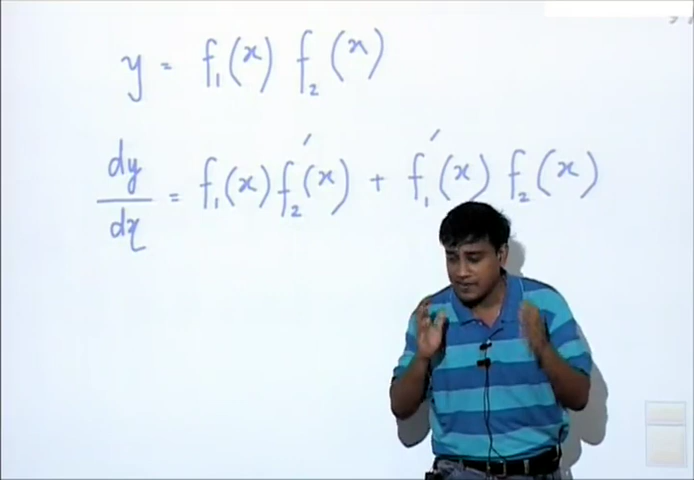 y = f₁(x) f₂(x)
dy/dx = f₁(x) f₂′(x) + f₁′(x) f₂(x)